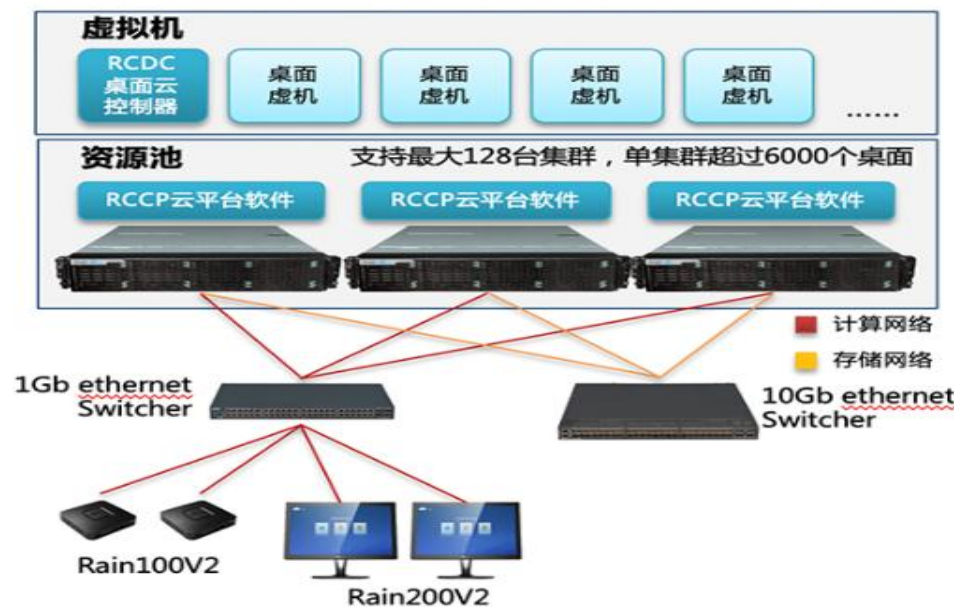 虚拟机
RCDC
桌面云
控制器
桌面
虚机
桌面
虚机
桌面
虚机
桌面
虚机
……
资源池
支持最大128台集群，单集群超过6000个桌面
RCCP云平台软件
RCCP云平台软件
RCCP云平台软件
计算网络
存储网络
1Gb ethernet
Switcher
10Gb ethernet
Switcher
Rain100V2
Rain200V2